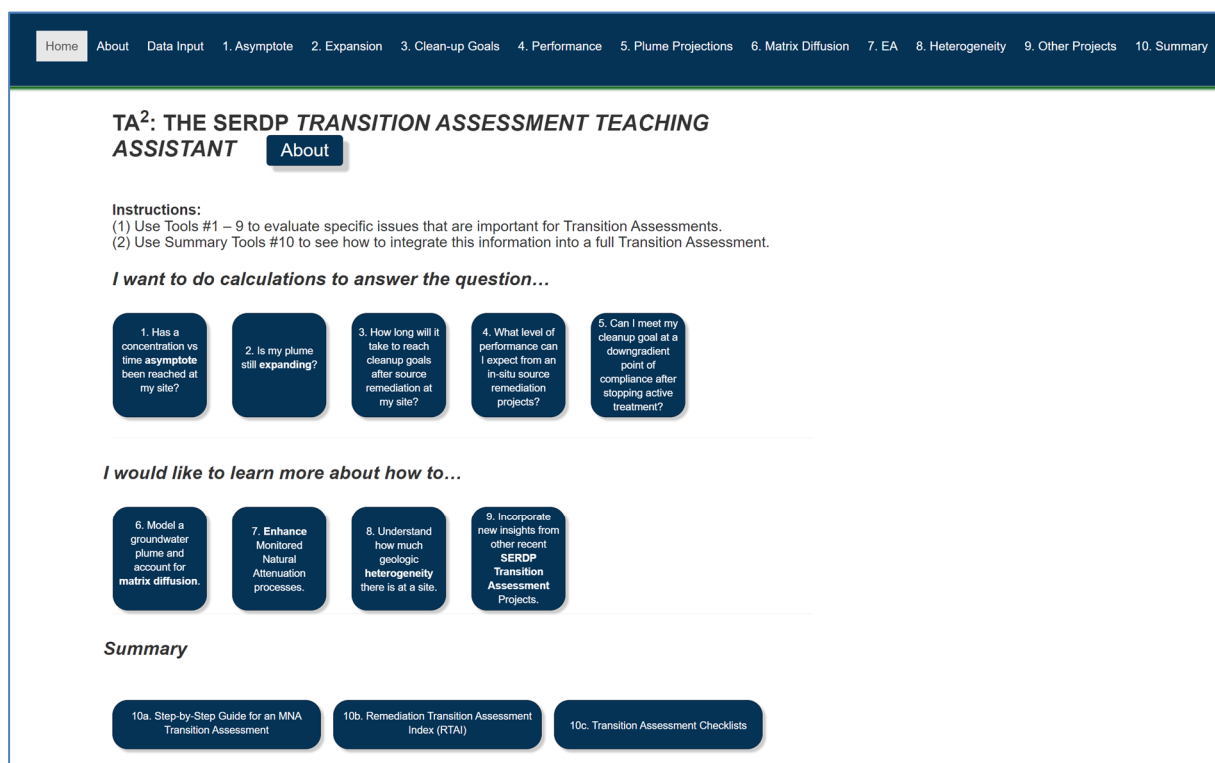 Home About Data Input 1. Asymptote 2. Expansion 3. Clean-up Goals 4. Performance 5. Plume Projections 6. Matrix Diffusion 7. EA 8. Heterogeneity 9. Other Projects 10. Summary
TA²: THE SERDP TRANSITION ASSESSMENT TEACHING
ASSISTANT About
Instructions:
(1) Use Tools #1 – 9 to evaluate specific issues that are important for Transition Assessments.
(2) Use Summary Tools #10 to see how to integrate this information into a full Transition Assessment.
I want to do calculations to answer the question…
1. Has a
concentration vs
time asymptote
been reached at
my site?
2. Is my plume
still expanding?
3. How long will it
take to reach
cleanup goals
after source
remediation at
my site?
4. What level of
performance can
I expect from an
in-situ source
remediation
projects?
5. Can I meet my
cleanup goal at a
downgradient
point of
compliance after
stopping active
treatment?
I would like to learn more about how to…
6. Model a
groundwater
plume and
account for
matrix diffusion.
7. Enhance
Monitored
Natural
Attenuation
processes.
8. Understand
how much
geologic
heterogeneity
there is at a site.
9. Incorporate
new insights from
other recent
SERDP
Transition
Assessment
Projects.
Summary
10a. Step-by-Step Guide for an MNA
Transition Assessment
10b. Remediation Transition Assessment
Index (RTAI)
10c. Transition Assessment Checklists